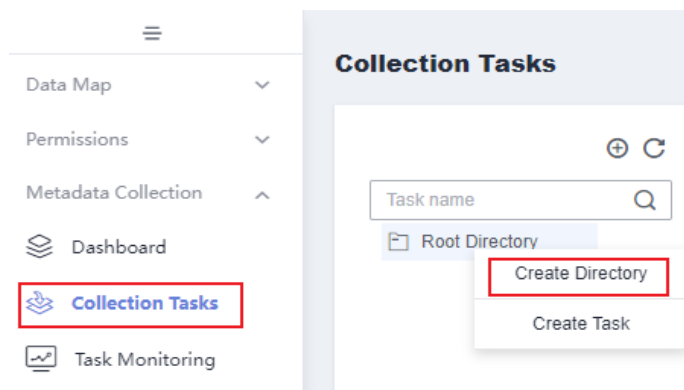 Data Map
Permissions
Metadata Collection
Dashboard
Collection Tasks
Task Monitoring
Collection Tasks
Task name
Root Directory
Create Directory
Create Task